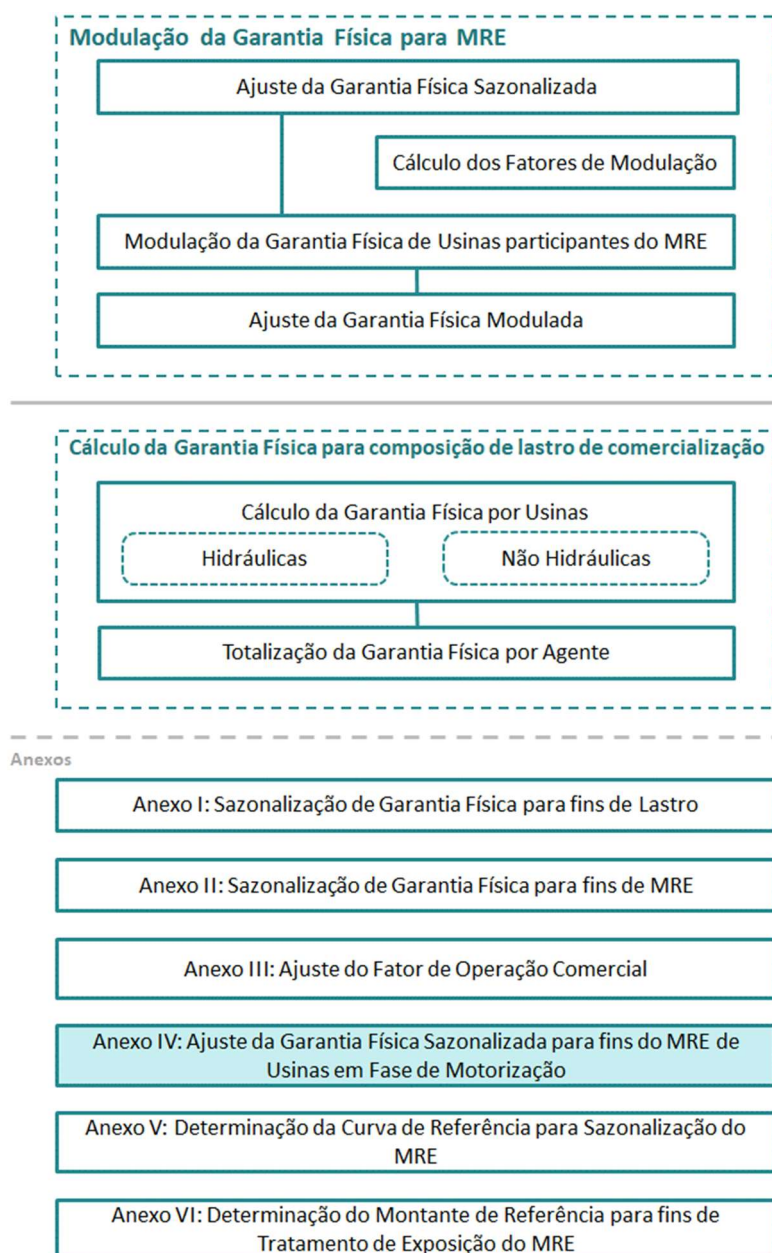 Modulação da Garantia Física para MRE
Ajuste da Garantia Física Sazonalizada
Cálculo dos Fatores de Modulação
Modulação da Garantia Física de Usinas participantes do MRE
Ajuste da Garantia Física Modulada
Cálculo da Garantia Física para composição de lastro de comercialização
Cálculo da Garantia Física por Usinas
Hidráulicas
Não Hidráulicas
Totalização da Garantia Física por Agente
Anexos
Anexo I: Sazonalização de Garantia Física para fins de Lastro
Anexo II: Sazonalização de Garantia Física para fins de MRE
Anexo III: Ajuste do Fator de Operação Comercial
Anexo IV: Ajuste da Garantia Física Sazonalizada para fins do MRE de
Usinas em Fase de Motorização
Anexo V: Determinação da Curva de Referência para Sazonalização do
MRE
Anexo VI: Determinação do Montante de Referência para fins de
Tratamento de Exposição do MRE